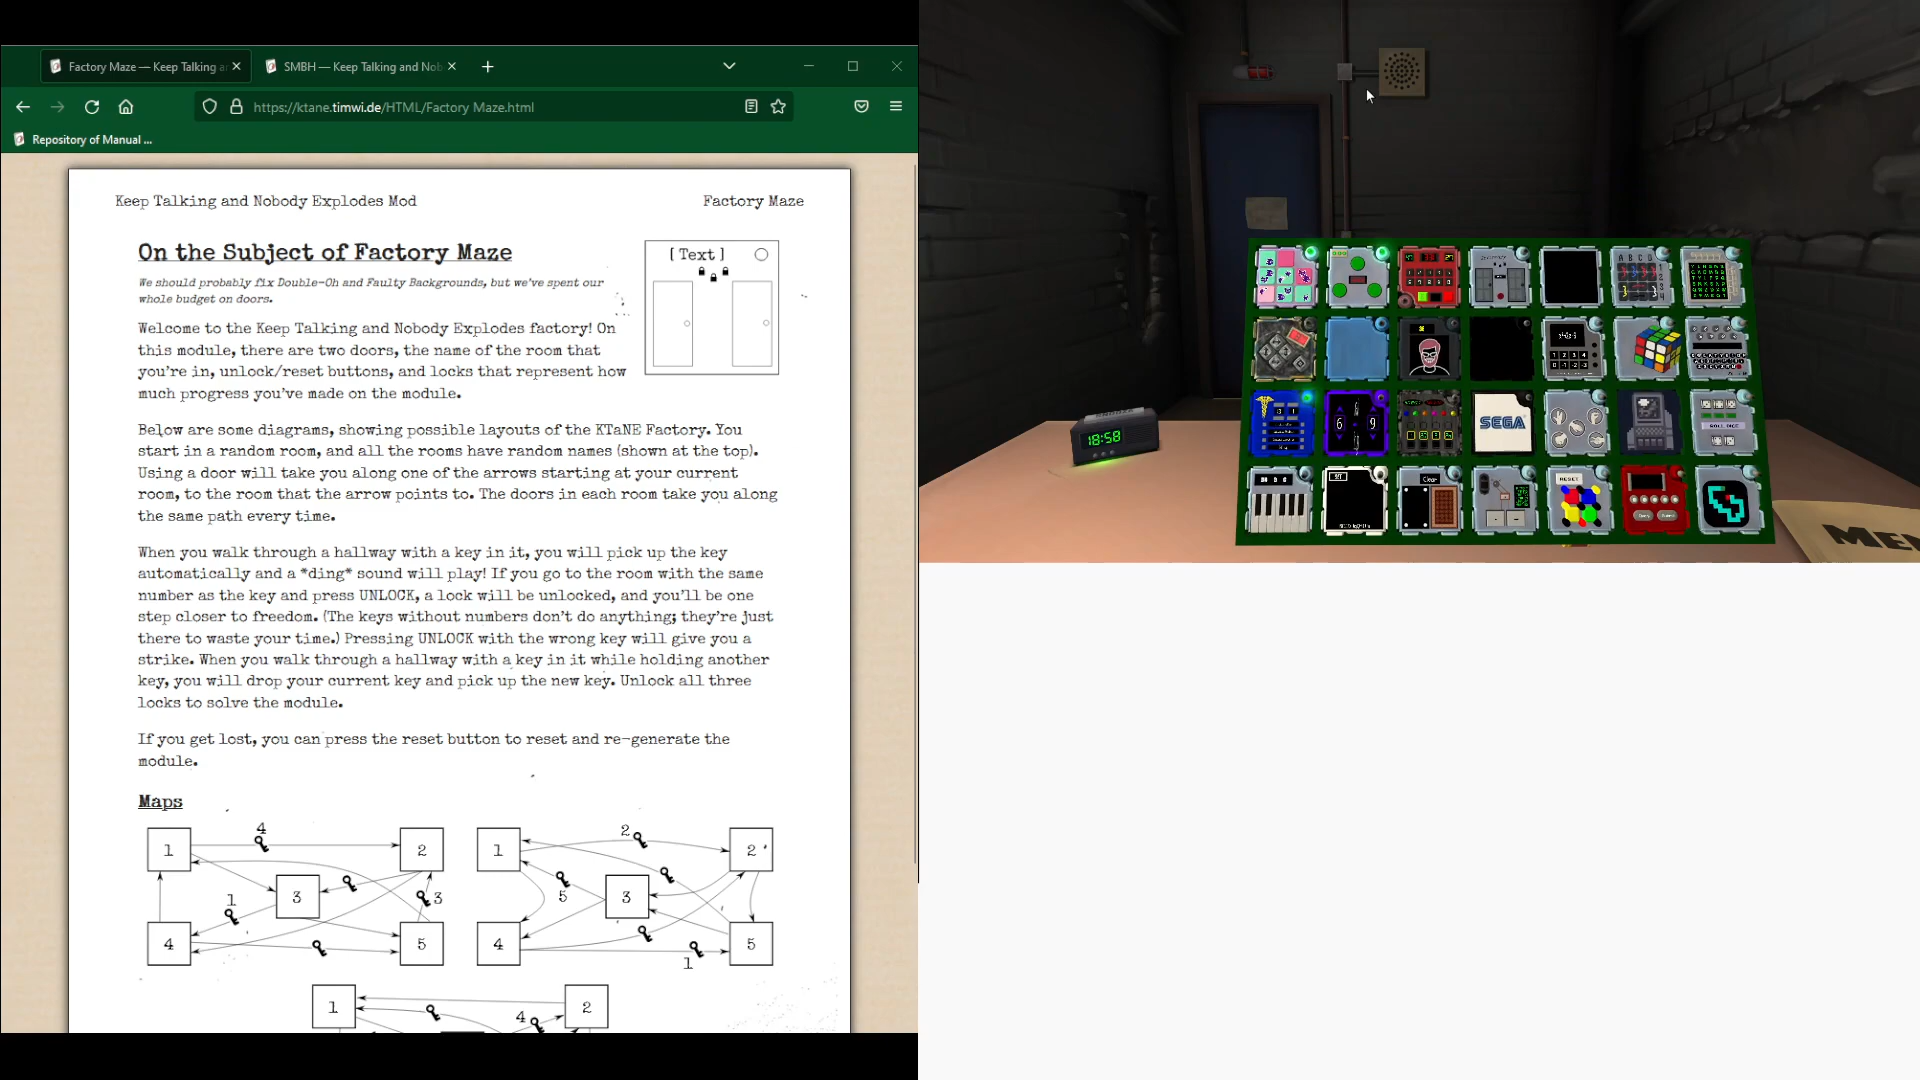 Factory Maze — Keep Talking a
SMBH — Keep Talking and Nob
https://ktane.timwi.de/HTML/Factory Maze.html
Repository of Manual ...
Keep Talking and Nobody Explodes Mod
Factory Maze
On the Subject of Factory Maze
We should probably fix Double-Oh and Faulty Backgrounds, but we've spent our
whole budget on doors.
[ Text ]
Welcome to the Keep Talking and Nobody Explodes factory! On
this module, there are two doors, the name of the room that
you're in, unlock/reset buttons, and locks that represent how
much progress you've made on the module.
Below are some diagrams, showing possible layouts of the KTaNE Factory. You
start in a random room, and all the rooms have random names (shown at the top).
Using a door will take you along one of the arrows starting at your current
room, to the room that the arrow points to. The doors in each room take you along
the same path every time.
When you walk through a hallway with a key in it, you will pick up the key
automatically and a *ding* sound will play! If you go to the room with the same
number as the key and press UNLOCK, a lock will be unlocked, and you'll be one
step closer to freedom. (The keys without numbers don't do anything; they're just
there to waste your time.) Pressing UNLOCK with the wrong key will give you a
strike. When you walk through a hallway with a key in it while holding another
key, you will drop your current key and pick up the new key. Unlock all three
locks to solve the module.
If you get lost, you can press the reset button to reset and re-generate the
module.
Maps
1 4 2
3
1 3
4 5
1 2 2
3
5
4 1 5
1 4 2
18:58
A B C D
6 9
SEGA
Clear
RESET